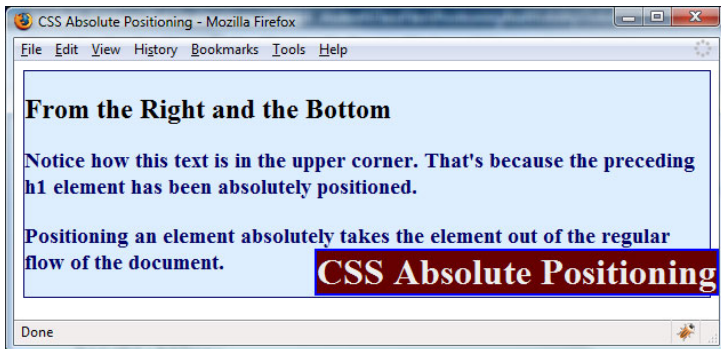 CSS Absolute Positioning - Mozilla Firefox
File Edit View History Bookmarks Tools Help
From the Right and the Bottom
Notice how this text is in the upper corner. That's because the preceding
h1 element has been absolutely positioned.
Positioning an element absolutely takes the element out of the regular
flow of the document.
CSS Absolute Positioning
Done